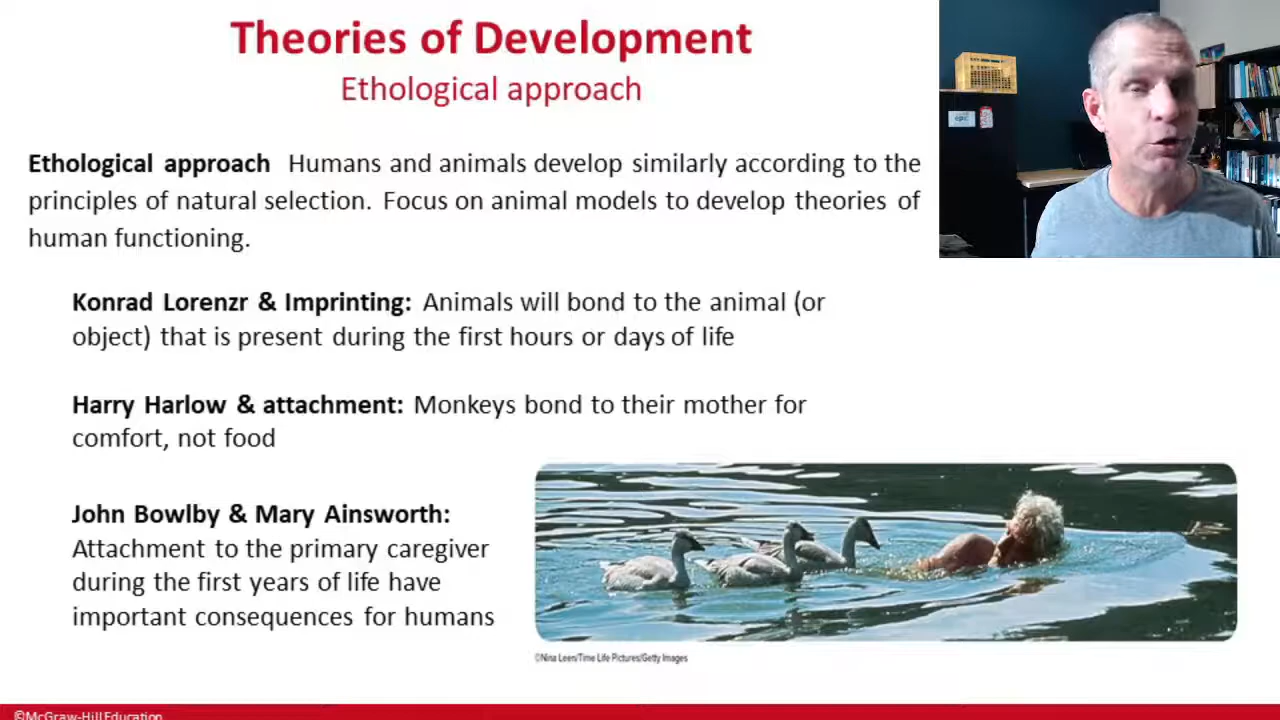 Theories of Development
Ethological approach
Ethological approach Humans and animals develop similarly according to the
principles of natural selection. Focus on animal models to develop theories of
human functioning.
Konrad Lorenzr & Imprinting: Animals will bond to the animal (or
object) that is present during the first hours or days of life
Harry Harlow & attachment: Monkeys bond to their mother for
comfort, not food
John Bowlby & Mary Ainsworth:
Attachment to the primary caregiver
during the first years of life have
important consequences for humans
©Nina Leen/Time Life Pictures/Getty Images
©McGraw-Hill Education